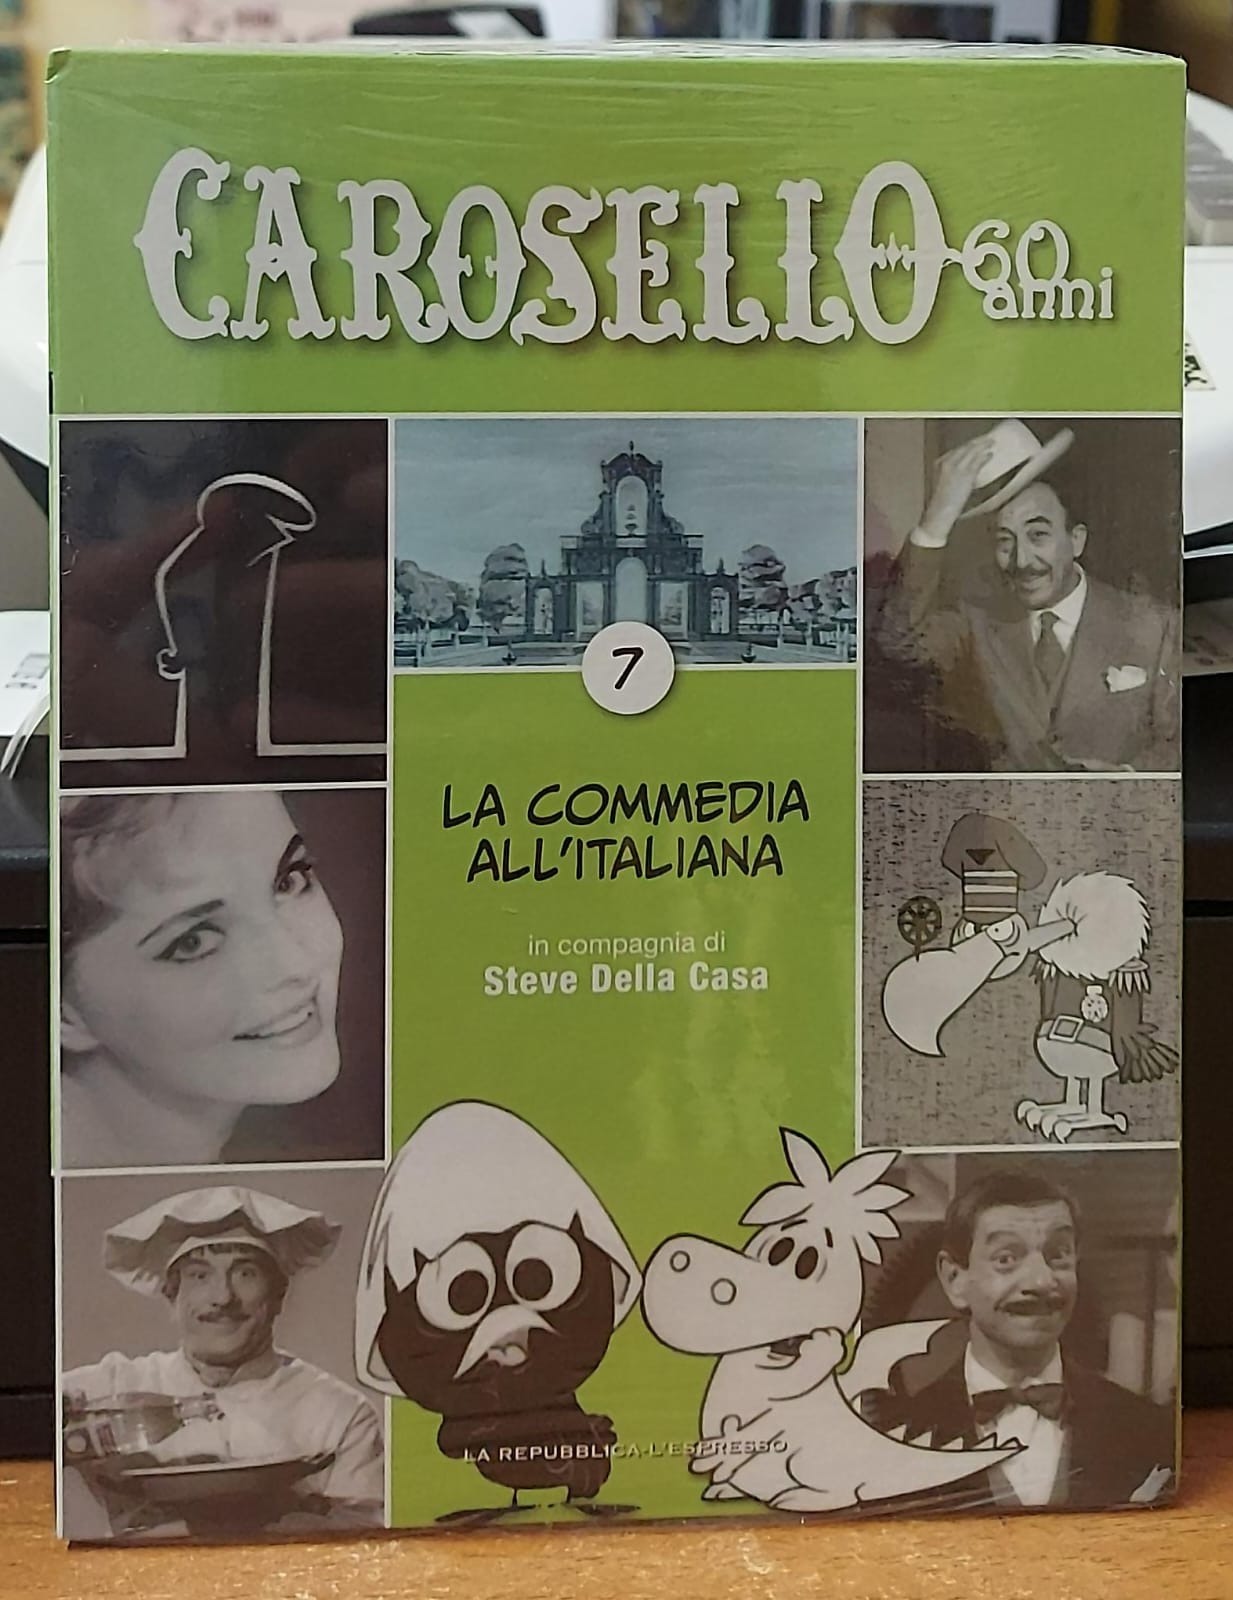 CAROSELLO
60
anni
7
LA COMMEDIA
ALL'ITALIANA
in compagnia di
Steve Della Casa
LA REPUBBLICA-L'ESPRESSO